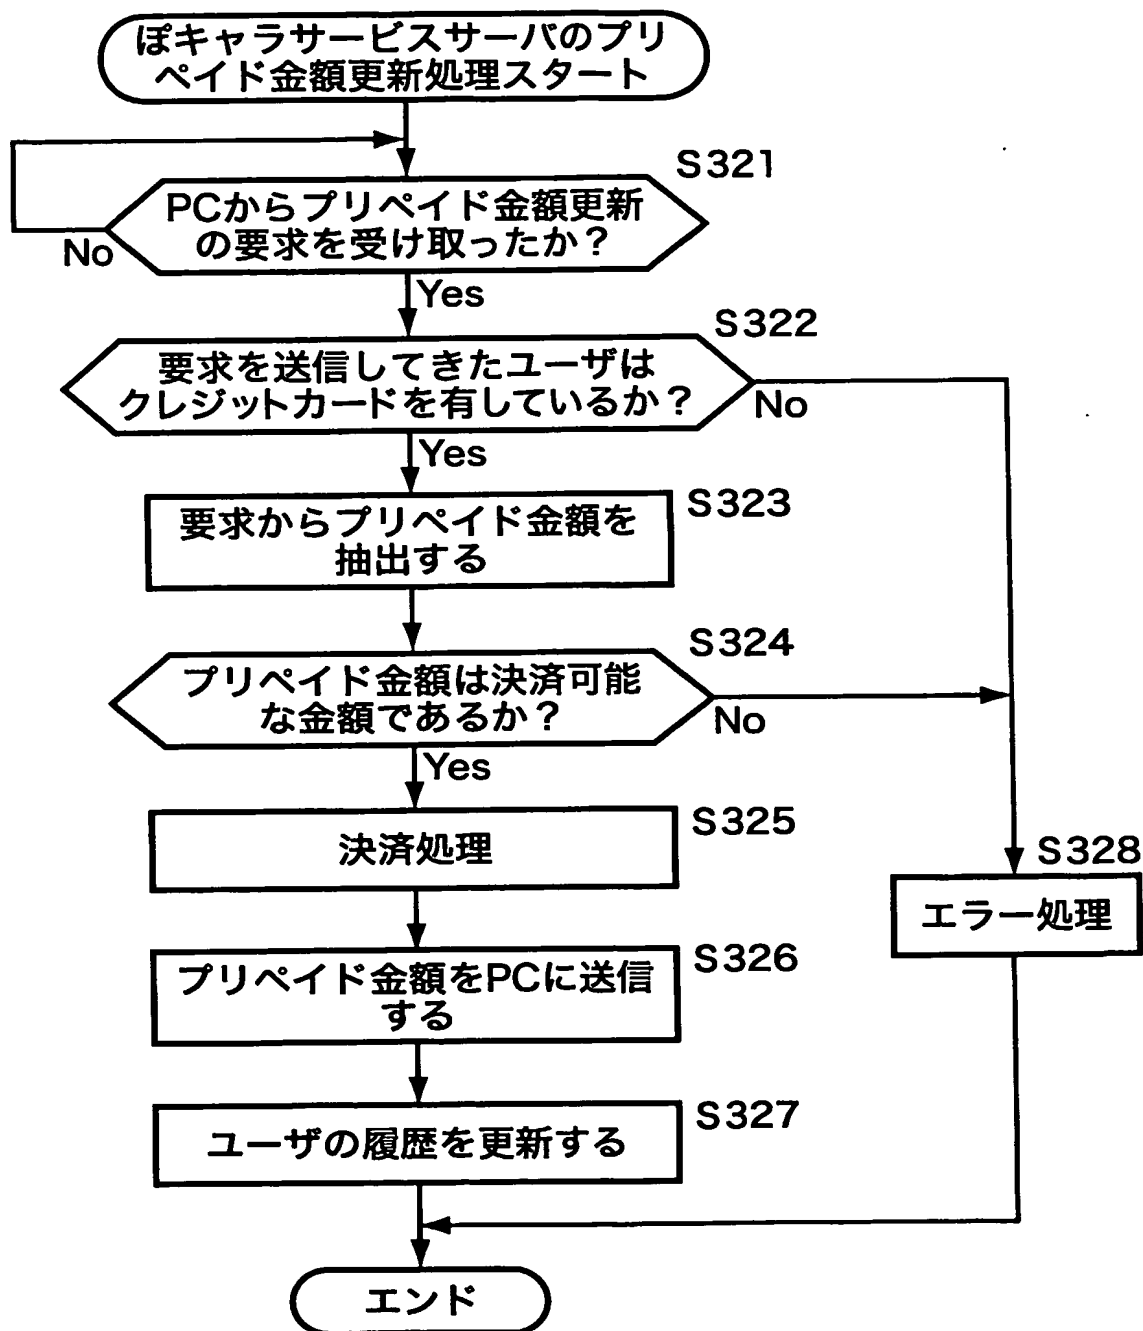 ぽキャラサービスサーバのプリ
ペイド金額更新処理スタート
S321
PCからプリペイド金額更新
の要求を受け取ったか？
No
Yes
S322
要求を送信してきたユーザは
クレジットカードを有しているか？
No
Yes
S323
要求からプリペイド金額を
抽出する
S324
プリペイド金額は決済可能
な金額であるか？
No
Yes
S325
決済処理
S328
エラー処理
S326
プリペイド金額をPCに送信
する
S327
ユーザの履歴を更新する
エンド